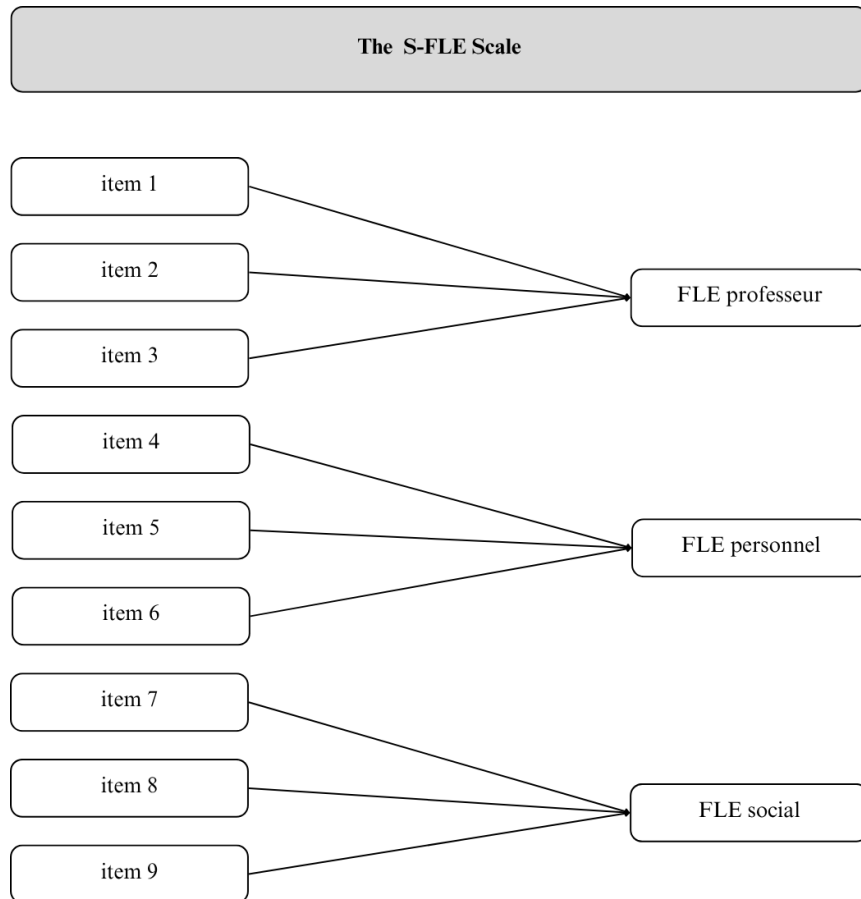 The S-FLE Scale
item 1
item 2
FLE professeur
item 3
item 4
item 5
FLE personnel
item 6
item 7
item 8
FLE social
item 9